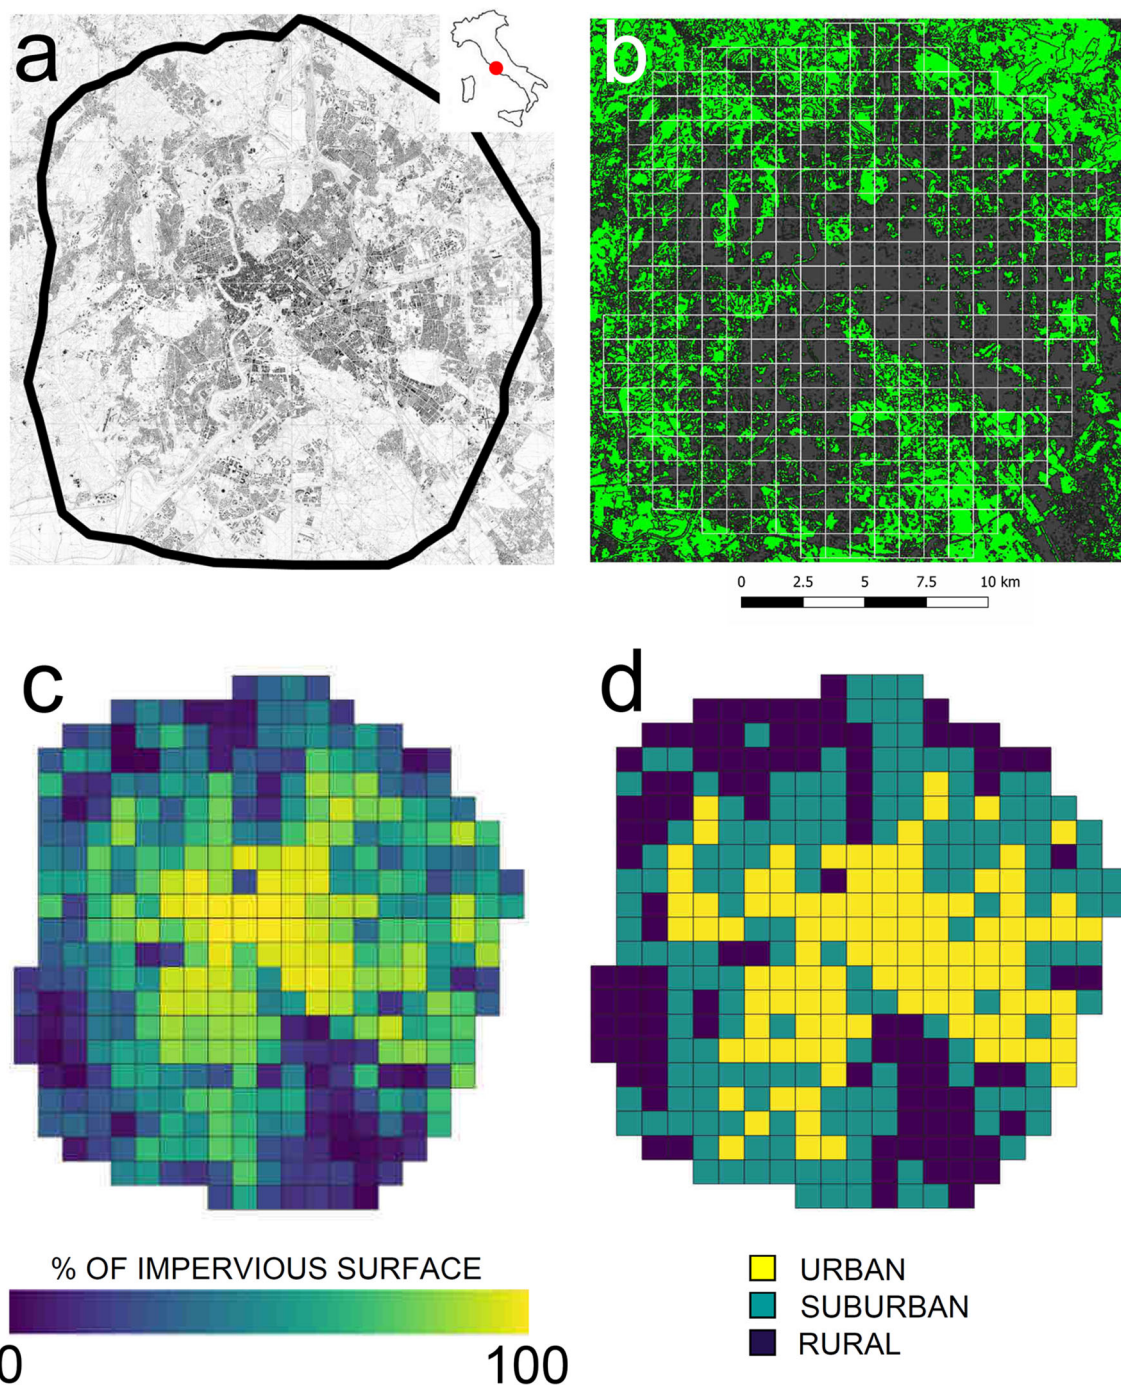 a
b
0 2.5 5 7.5 10 km
c
d
% OF IMPERVIOUS SURFACE
0 100
URBAN
SUBURBAN
RURAL